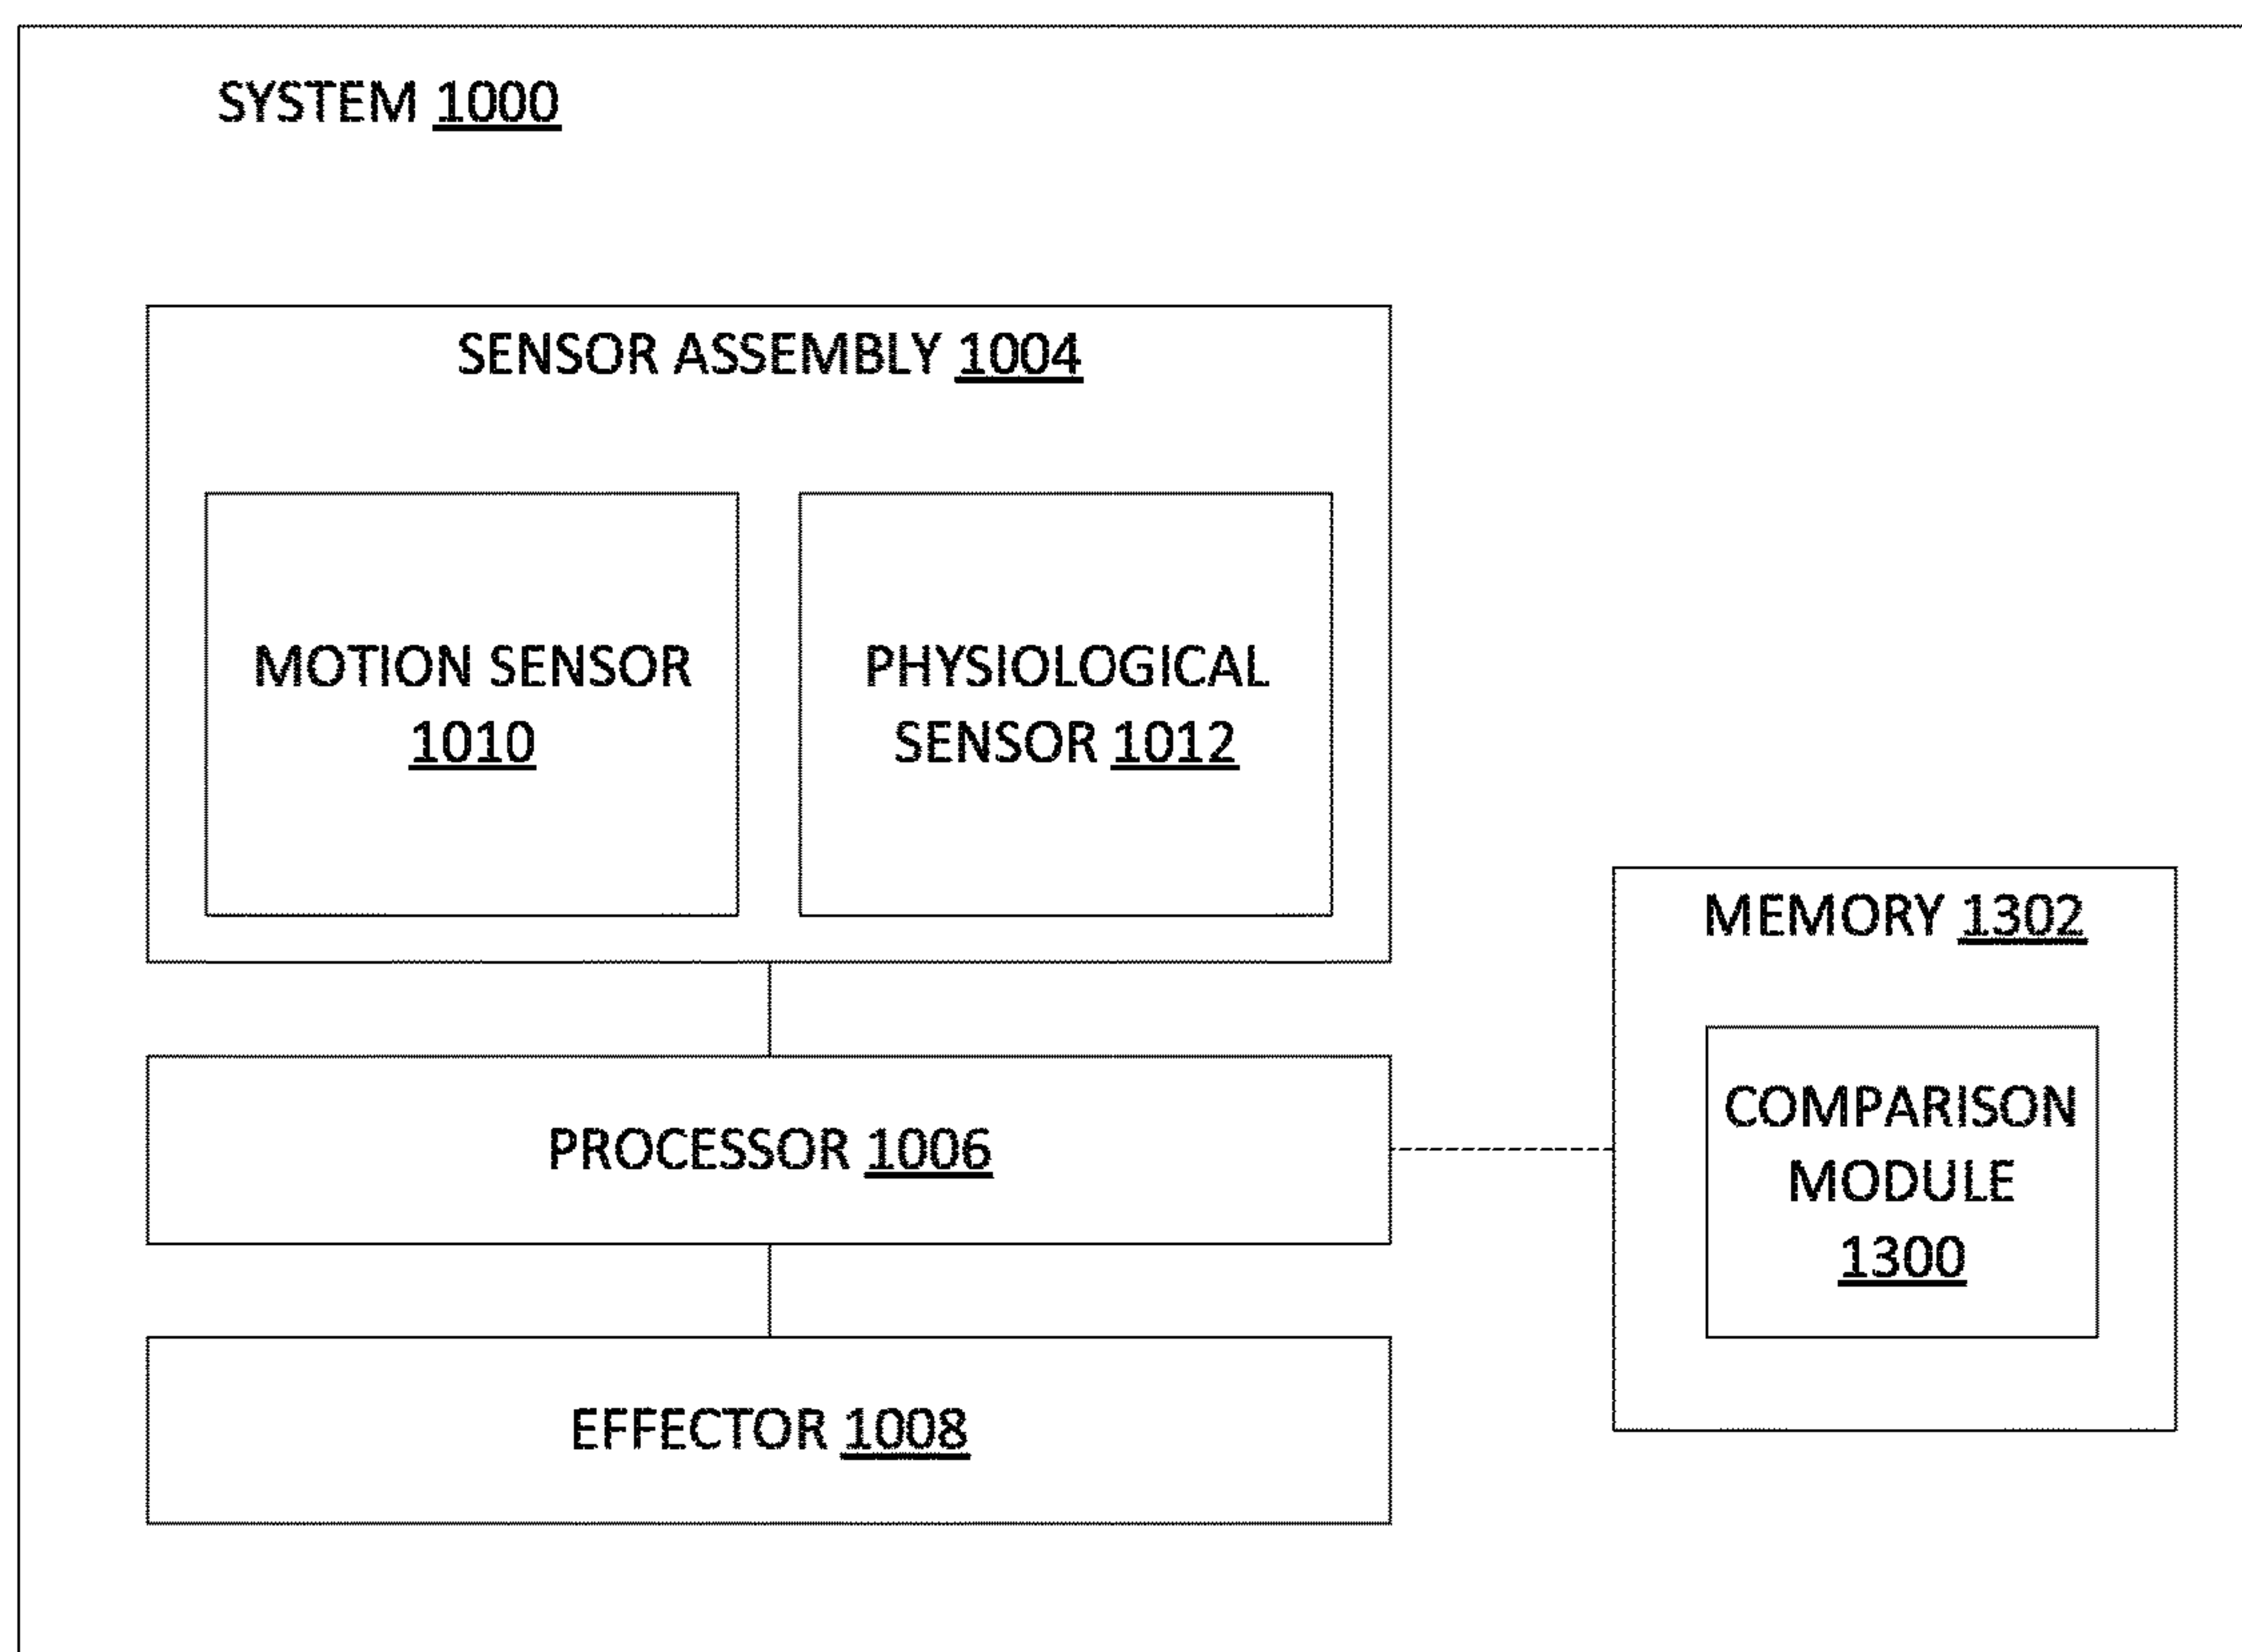 SYSTEM 1000
SENSOR ASSEMBLY 1004
MOTION SENSOR
1010
PHYSIOLOGICAL
SENSOR 1012
MEMORY 1302
COMPARISON
MODULE
1300
PROCESSOR 1006
EFFECTOR 1008